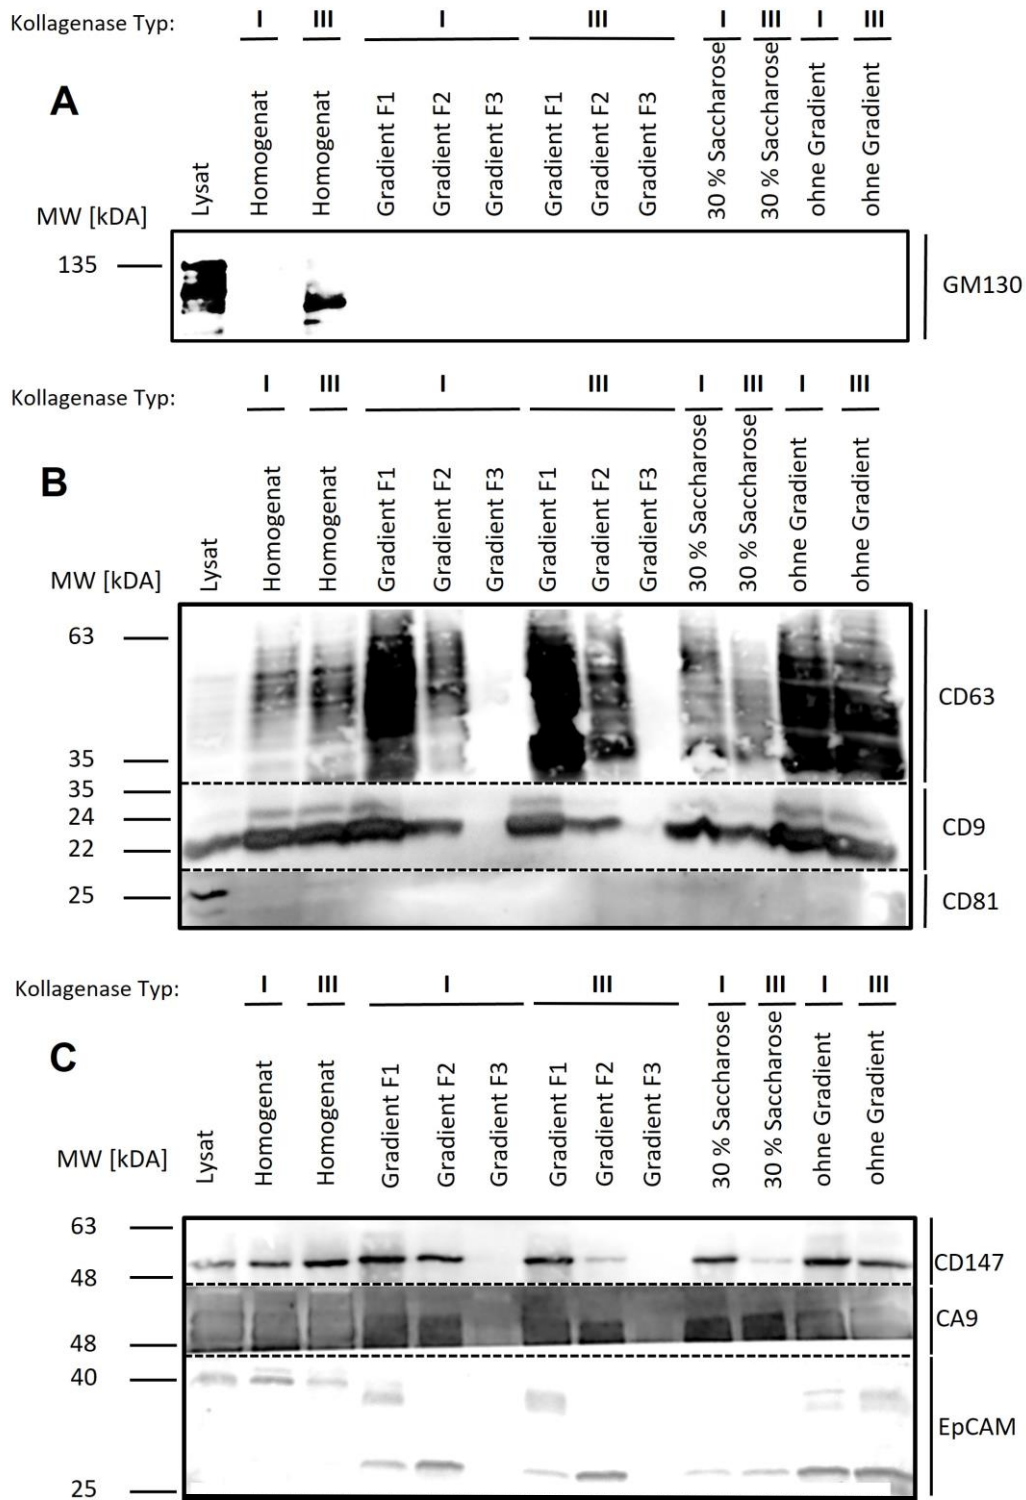 Kollagenase Typ: I III I III I III I III
A
Lysat Homogenat Homogenat Gradient F1 Gradient F2 Gradient F3 Gradient F1 Gradient F2 Gradient F3 30 % Saccharose 30 % Saccharose ohne Gradient ohne Gradient
MW [kDA]
135
GM130
Kollagenase Typ: I III I III I III I III
B
Lysat Homogenat Homogenat Gradient F1 Gradient F2 Gradient F3 Gradient F1 Gradient F2 Gradient F3 30 % Saccharose 30 % Saccharose ohne Gradient ohne Gradient
MW [kDA]
63
CD63
35
35
24
CD9
22
25
CD81
Kollagenase Typ: I III I III I III I III
C
Lysat Homogenat Homogenat Gradient F1 Gradient F2 Gradient F3 Gradient F1 Gradient F2 Gradient F3 30 % Saccharose 30 % Saccharose ohne Gradient ohne Gradient
MW [kDA]
63
CD147
48
CA9
48
40
EpCAM
25